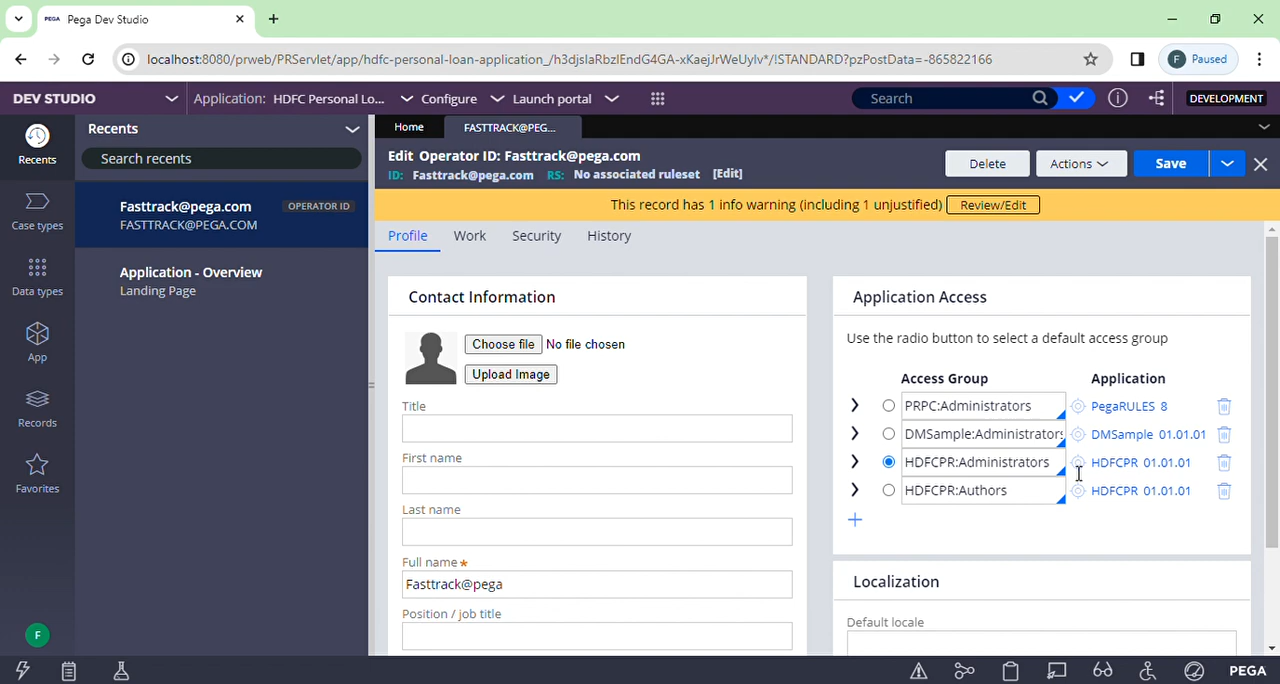 PEGA Pega Dev Studio
localhost:8080/prweb/PRServlet/app/hdfc-personal-loan-application_/h3djslaRbzIEndG4GA-xKaejJrWeUylv*/!STANDARD?pzPostData=-865822166
F Paused
DEV STUDIO
Application: HDFC Personal Lo...
Configure
Launch portal
Search
DEVELOPMENT
Recents
Case types
Data types
App
Records
Favorites
F
Recents
Search recents
Fasttrack@pega.com OPERATOR ID
FASTTRACK@PEGA.COM
Application - Overview
Landing Page
Home FASTTRACK@PEG...
Edit Operator ID: Fasttrack@pega.com
ID: Fasttrack@pega.com RS: No associated ruleset [Edit]
Delete Actions Save
This record has 1 info warning (including 1 unjustified) Review/Edit
Profile Work Security History
Contact Information
Choose file No file chosen
Upload Image
Title
First name
Last name
Full name*
Fasttrack@pega
Position / job title
Application Access
Use the radio button to select a default access group
Access Group Application
PRPC:Administrators PegaRULES 8
DMSample:Administrators DMSample 01.01.01
HDFCPR:Administrators HDFCPR 01.01.01
HDFCPR:Authors HDFCPR 01.01.01
Localization
Default locale
PEGA